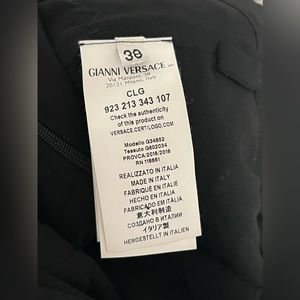 38
GIANNI VERSACE
Via Manzoni, 38
20121 Milano, Italy
CLG
923 213 343 107
Check the authenticity
of this product on
VERSACE.CERTILOGO.COM
Modello G34852
Tessuto G602034
PROVCA:2018/2018
RN 118881
REALIZZATO IN ITALIA
MADE IN ITALY
FABRIQUÉ EN ITALIE
HECHO EN ITALIA
FABRICADO EM ITÁLIA
意大利制造
СОЗДАНО В ИТАЛИИ
イタリア製
HERGESTELLT IN ITALIEN